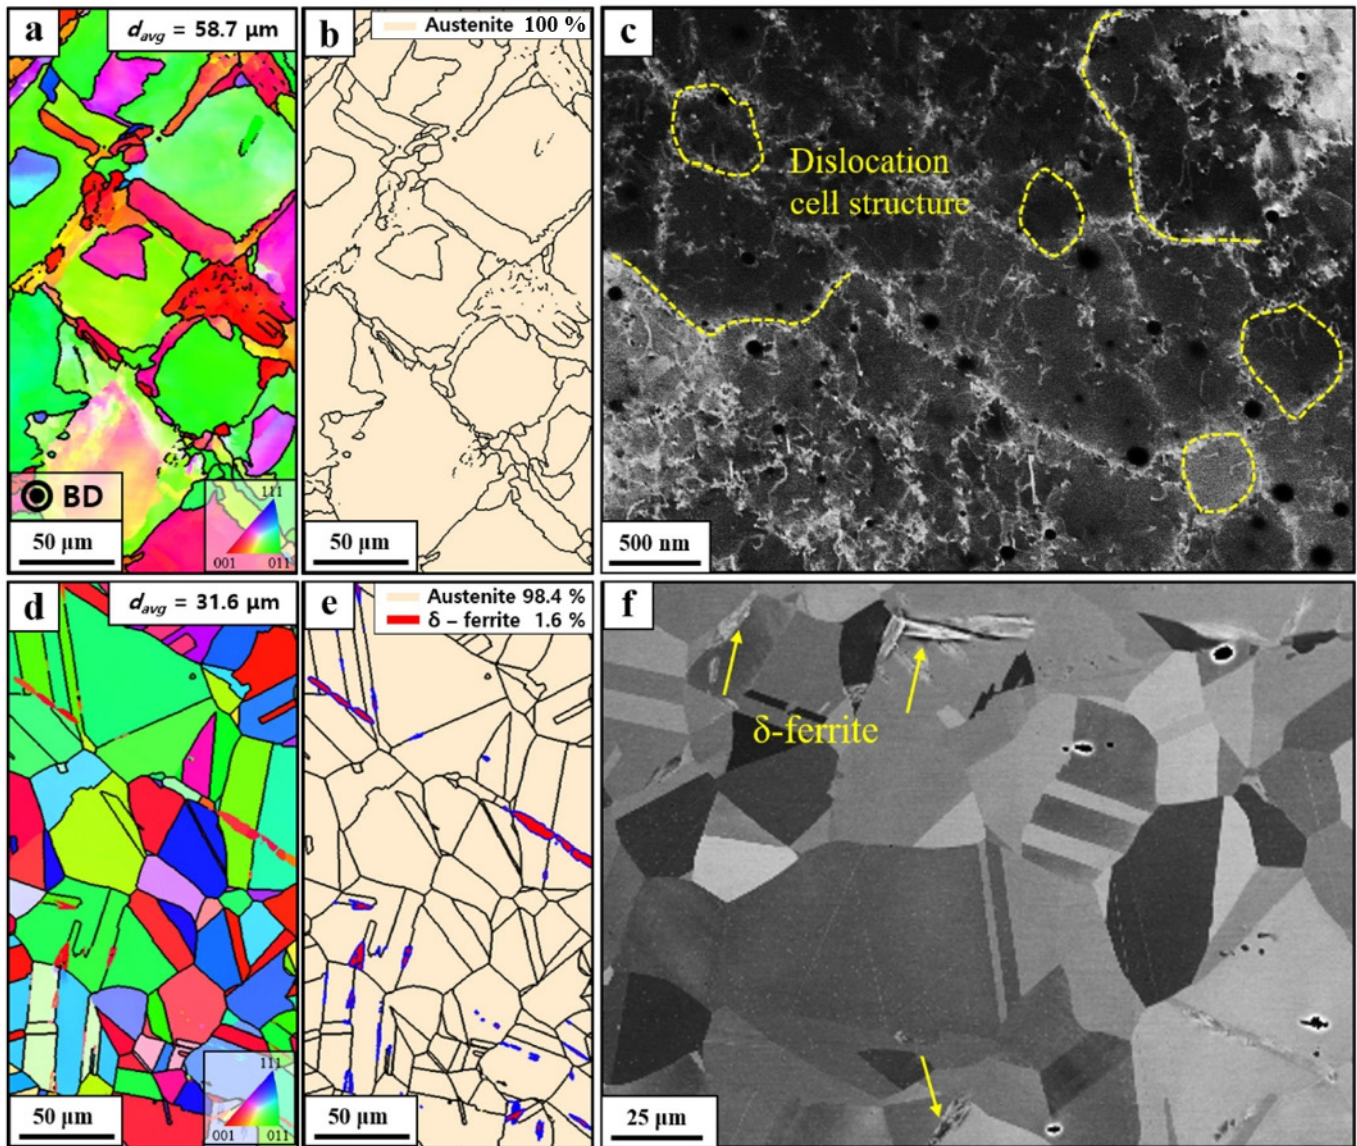 a
d_avg = 58.7 µm
BD
111
001
011
50 µm
b
Austenite 100 %
50 µm
c
Dislocation
cell structure
500 nm
d
d_avg = 31.6 µm
111
001
011
50 µm
e
Austenite 98.4 %
δ – ferrite 1.6 %
50 µm
f
δ-ferrite
25 µm